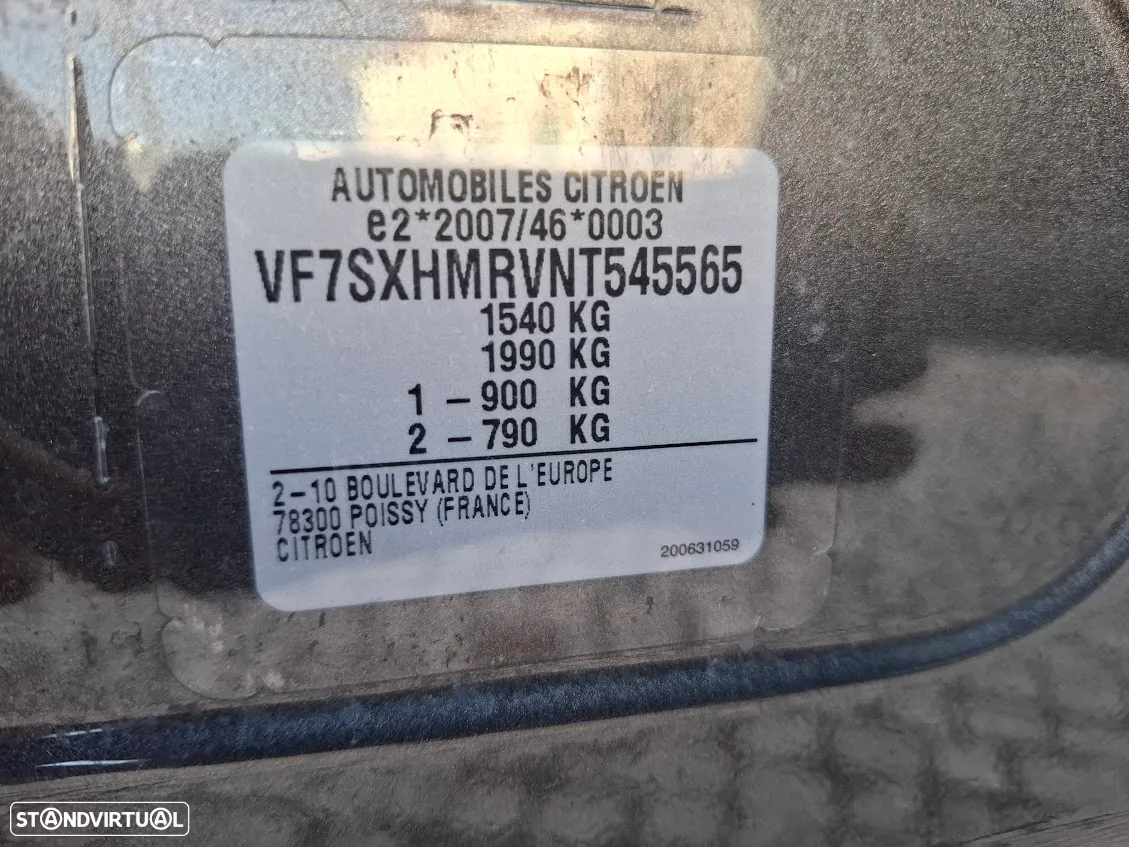 AUTOMOBILES CITROEN
e2*2007/46*0003
VF7SXHMRVNT545565
1540 KG
1990 KG
1 -900 KG
2 -790 KG
2-10 BOULEVARD DE L'EUROPE
78300 POISSY (FRANCE)
CITROEN
200631059
STANDVIRTUAL